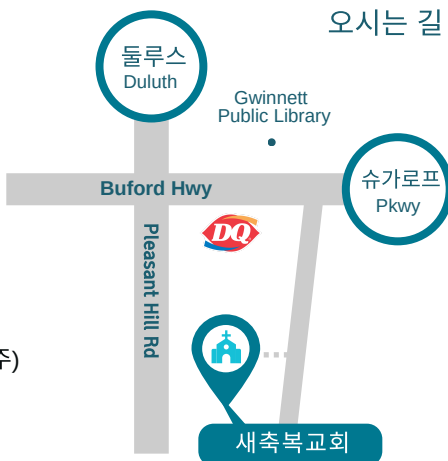 오시는 길
둘루스
Duluth
Gwinnett
Public Library
슈가로프
Pkwy
Buford Hwy
DQ
Pleasant Hill Rd
주)
새축복교회